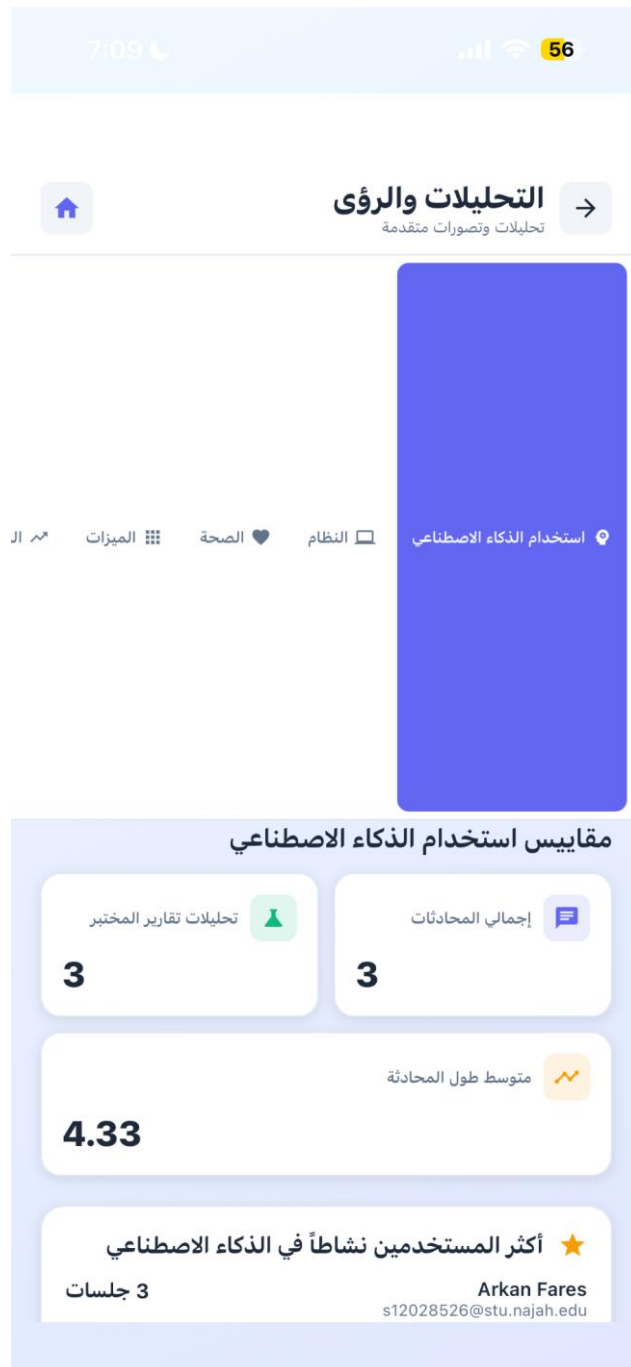 7:09
56
التحليلات والرؤى
تحليلات وتصورات متقدمة
استخدام الذكاء الاصطناعي
النظام
الصحة
الميزات
مقاييس استخدام الذكاء الاصطناعي
إجمالي المحادثات
3
تحليلات تقارير المختبر
3
متوسط طول المحادثة
4.33
أكثر المستخدمين نشاطاً في الذكاء الاصطناعي
Arkan Fares
3 جلسات
s12028526@stu.najah.edu